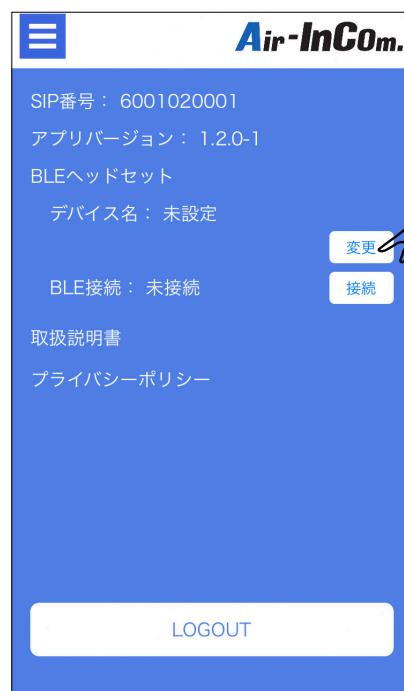 Air-InCom.
SIP番号： 6001020001
アプリバージョン： 1.2.0-1
BLEヘッドセット
デバイス名： 未設定
変更
BLE接続： 未接続
接続
取扱説明書
プライバシーポリシー
LOGOUT